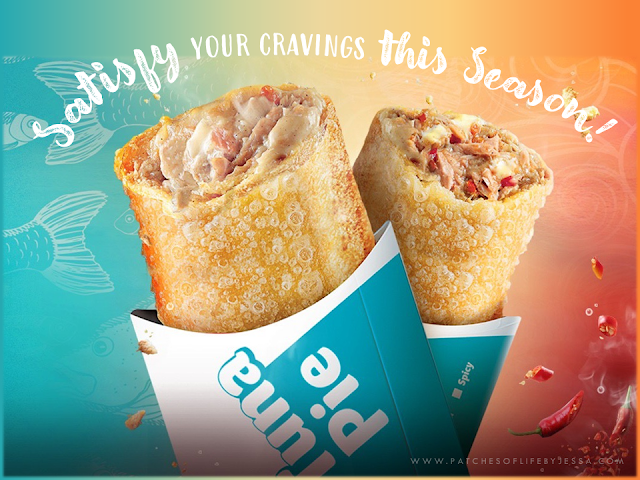 Satisfy YOUR CRAVINGS this Season!
Tuna
Pie
Spicy
WWW.PATCHESOFLIFEBYJESSA.COM